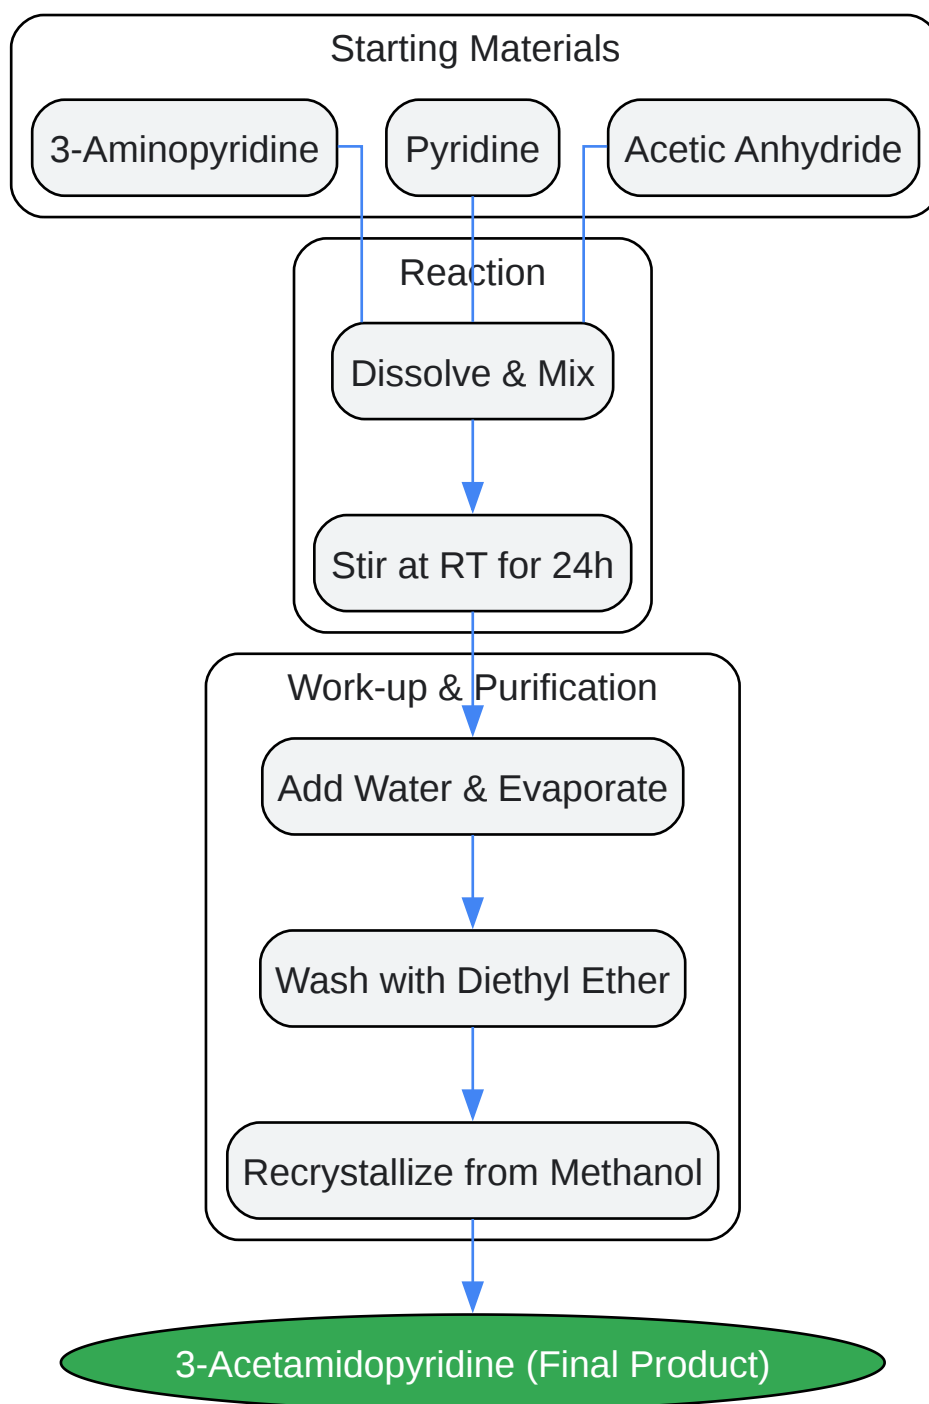 Starting Materials
3-Aminopyridine
Pyridine
Acetic Anhydride
Reaction
Dissolve & Mix
Stir at RT for 24h
Work-up & Purification
Add Water & Evaporate
Wash with Diethyl Ether
Recrystallize from Methanol
3-Acetamidopyridine (Final Product)